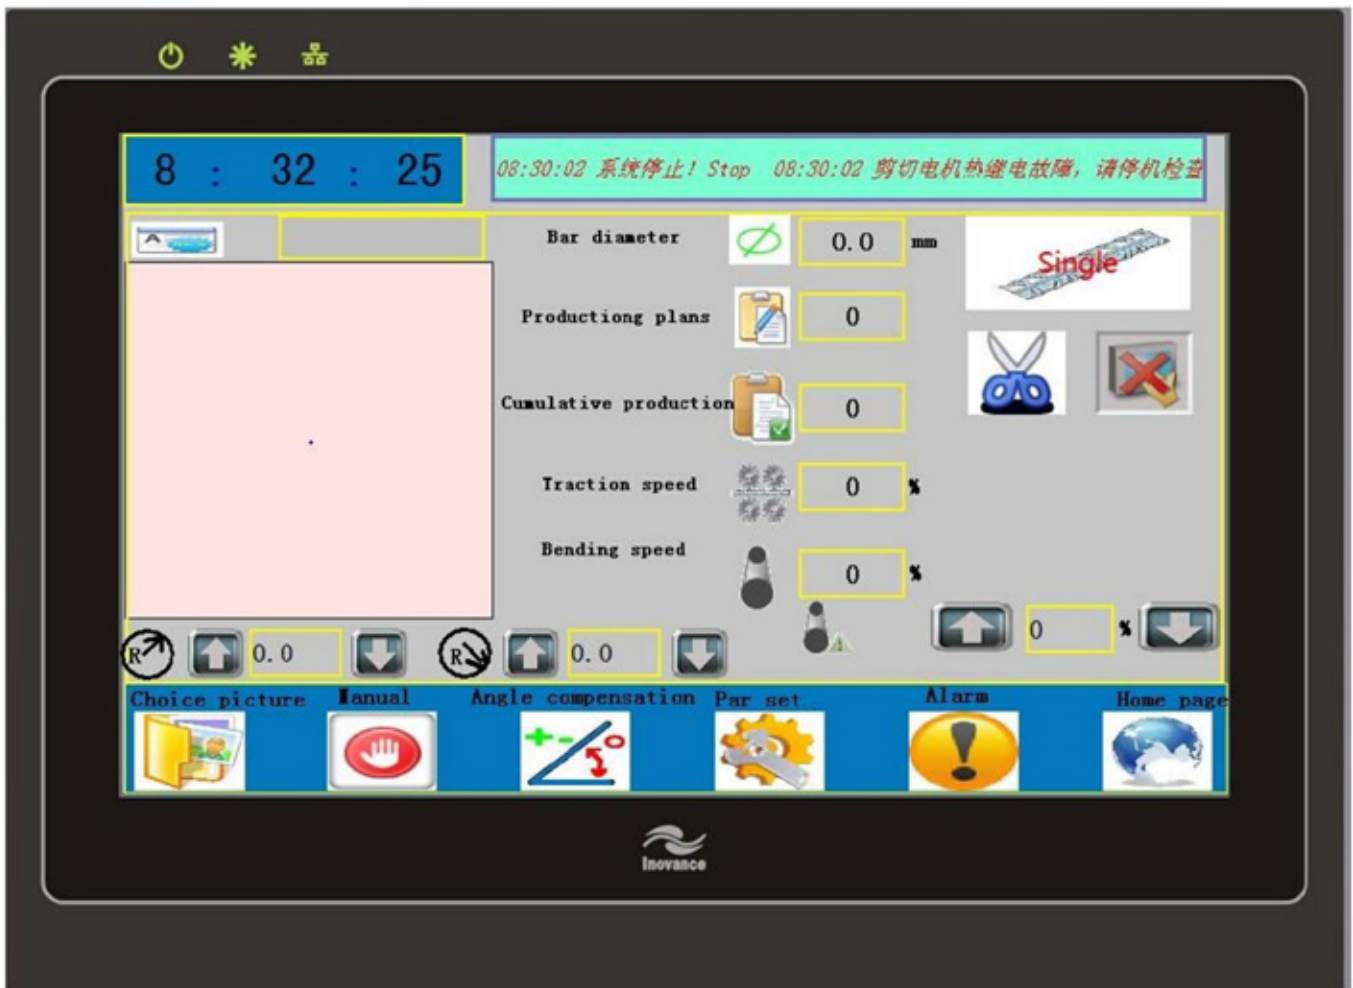 8 : 32 : 25
08:30:02 系统停止! Stop 08:30:02 剪切电机热继电故障, 请停机检查
Bar diameter
0.0 mm
Single
Productiong plans
0
Cumulative production
0
Traction speed
0 %
Bending speed
0 %
R 0.0
R 0.0
0 %
Choice picture
Manual
Angle compensation
Par set
Alarm
Home page
Inovance